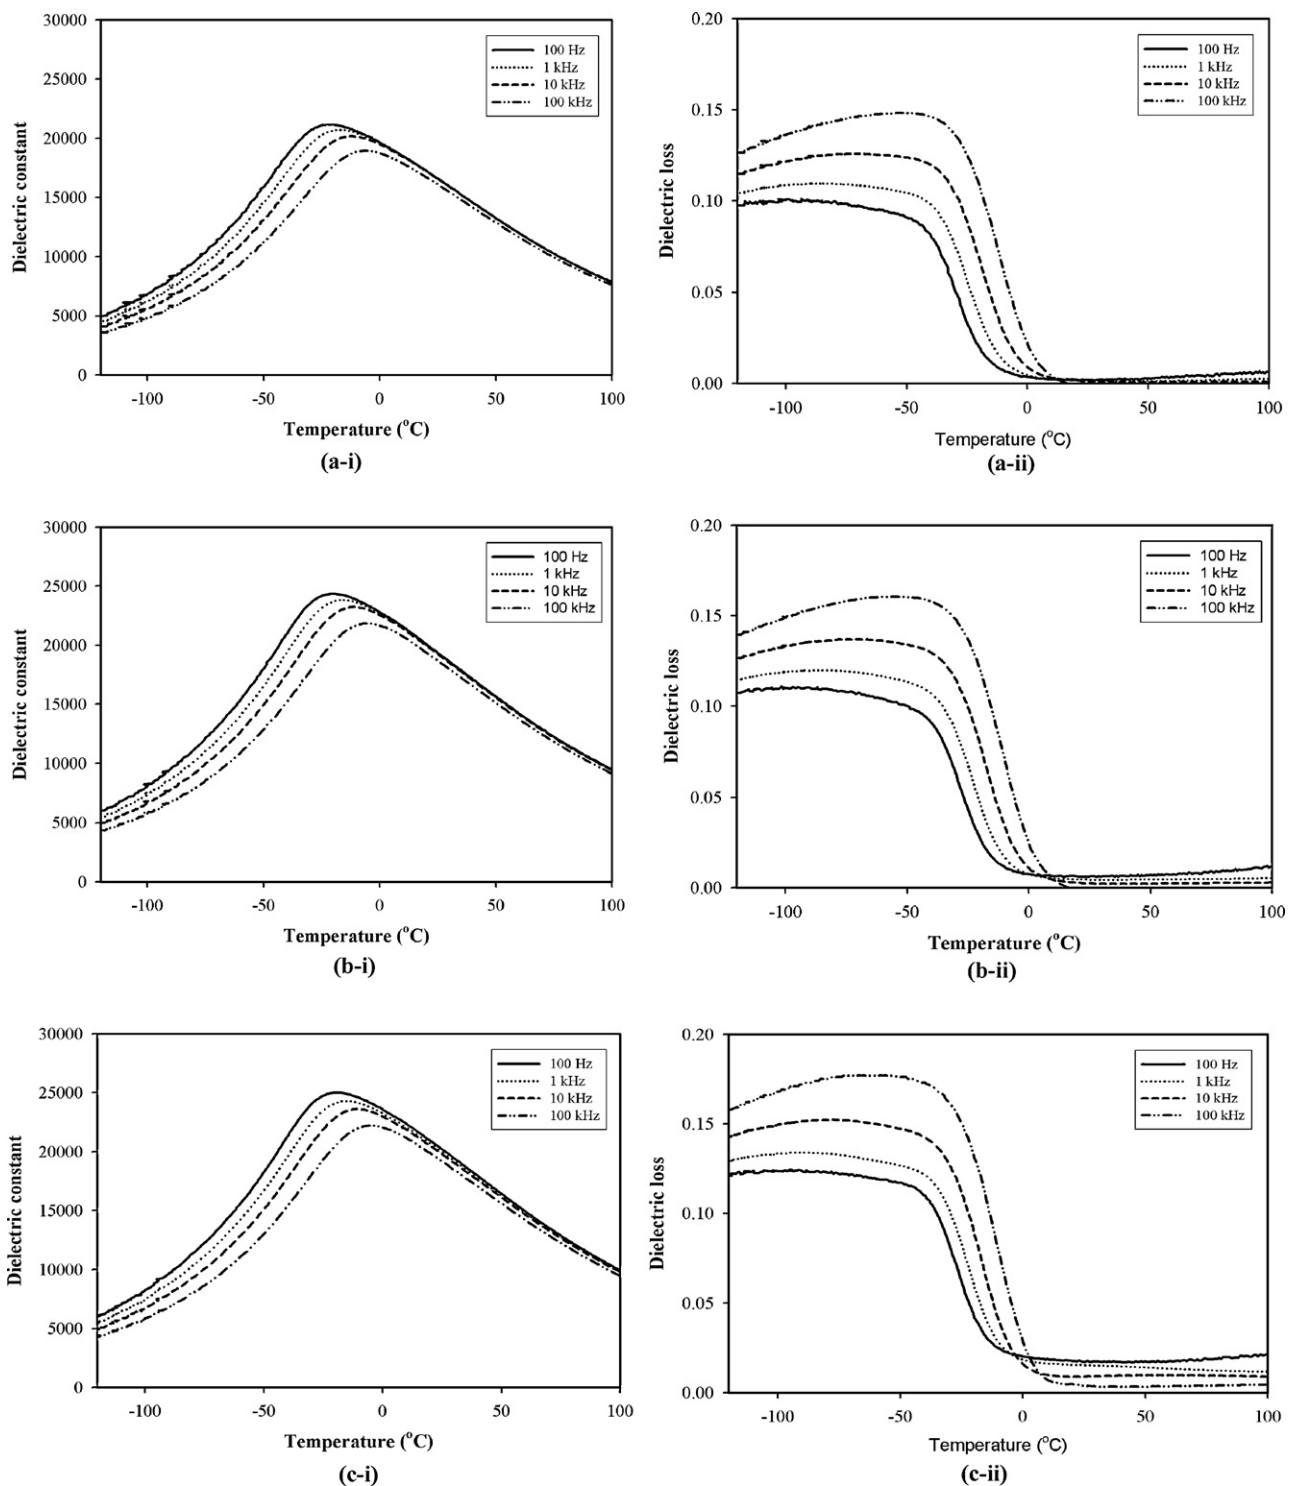 30000
25000
20000
15000
10000
5000
0
Dielectric constant
100 Hz
1 kHz
10 kHz
100 kHz
-100 -50 0 50 100
Temperature (°C)
(a-i)
0.20
0.15
0.10
0.05
0.00
Dielectric loss
100 Hz
1 kHz
10 kHz
100 kHz
-100 -50 0 50 100
Temperature (°C)
(a-ii)
30000
25000
20000
15000
10000
5000
0
Dielectric constant
100 Hz
1 kHz
10 kHz
100 kHz
-100 -50 0 50 100
Temperature (°C)
(b-i)
0.20
0.15
0.10
0.05
0.00
Dielectric loss
100 Hz
1 kHz
10 kHz
100 kHz
-100 -50 0 50 100
Temperature (°C)
(b-ii)
30000
25000
20000
15000
10000
5000
0
Dielectric constant
100 Hz
1 kHz
10 kHz
100 kHz
-100 -50 0 50 100
Temperature (°C)
(c-i)
0.20
0.15
0.10
0.05
0.00
Dielectric loss
100 Hz
1 kHz
10 kHz
100 kHz
-100 -50 0 50 100
Temperature (°C)
(c-ii)